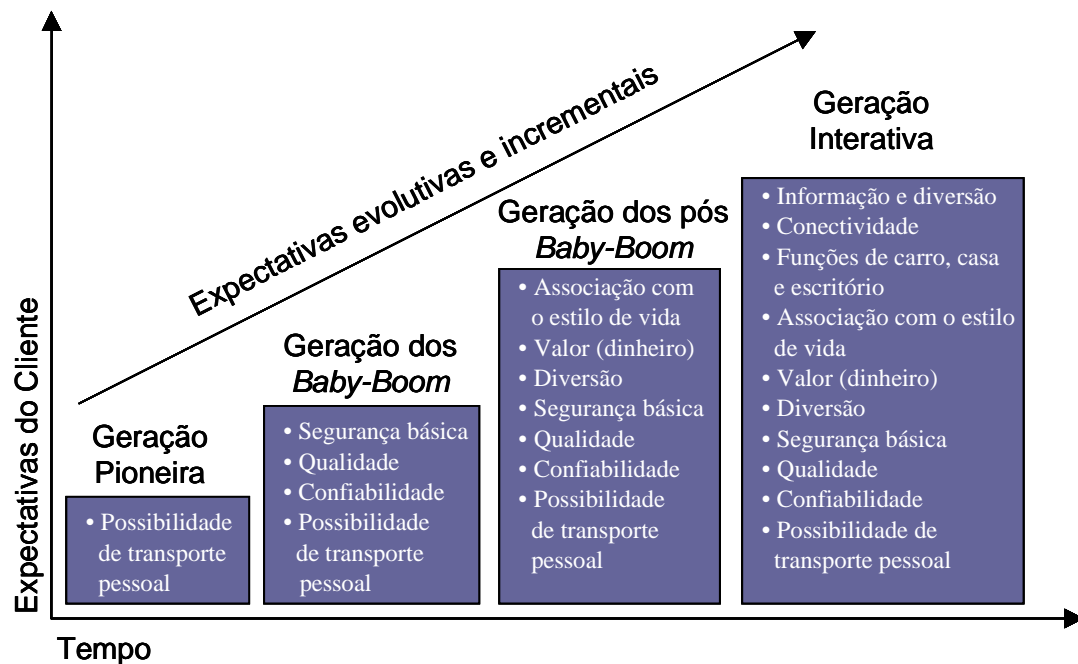 Expectativas do Cliente
Tempo
Expectativas evolutivas e incrementais
Geração
Pioneira
• Possibilidade
de transporte
pessoal
Geração dos
Baby-Boom
• Segurança básica
• Qualidade
• Confiabilidade
• Possibilidade
de transporte
pessoal
Geração dos pós
Baby-Boom
• Associação com
o estilo de vida
• Valor (dinheiro)
• Diversão
• Segurança básica
• Qualidade
• Confiabilidade
• Possibilidade
de transporte
pessoal
Geração
Interativa
• Informação e diversão
• Conectividade
• Funções de carro, casa
e escritório
• Associação com o estilo
de vida
• Valor (dinheiro)
• Diversão
• Segurança básica
• Qualidade
• Confiabilidade
• Possibilidade de
transporte pessoal